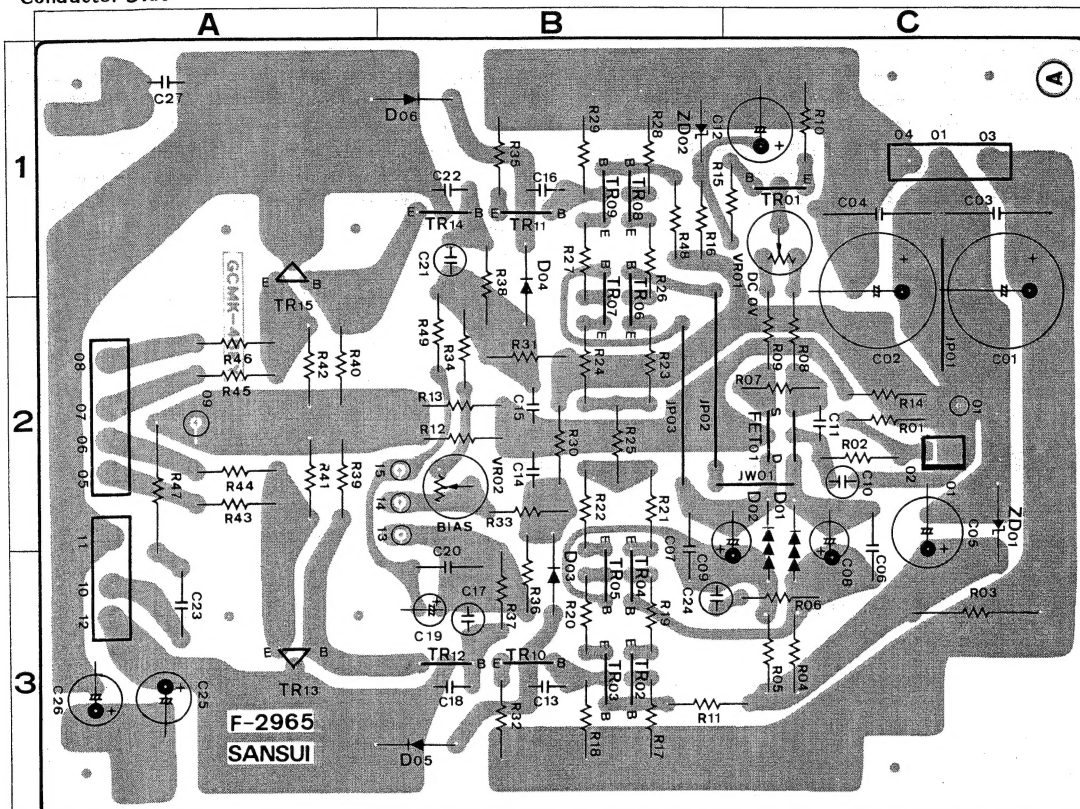 A
B
C
1
2
3
A
C27
D06
R35
R29
R28
ZD02
C12
R10
04 01 03
C22
C16
B
B
TR09
TR08
E
E
R15
B
E
TR01
C04
C03
E
B
TR14
E
B
TR11
R48
R16
VR01
DC 0V
C21
R38
D04
R27
R26
B
B
TR07
TR06
E
E
E
B
TR15
C02
C01
JP01
R46
R45
R42
R40
R49
R34
R31
R24
R23
R09
R08
08
07
06
05
09
R13
R12
C15
R30
R25
JP03
JP02
R07
S
FET01
D
C11
R14
R01
R02
01
02
R47
R44
R43
R41
R39
15
14
13
VR02
BIAS
C14
R33
R22
R21
JW01
D02
D01
C10
01
C05
ZD01
11
10
12
C23
C20
C17
C19
R37
R36
D03
R20
TR05
TR04
E
E
B
B
R19
C07
C09
C24
C08
C06
R06
R03
R05
R04
E
B
TR13
E
B
TR12
E
B
TR10
C18
C13
E
E
TR03
TR02
B
B
R32
R18
R17
R11
C26
C25
D05
F-2965
SANSUI